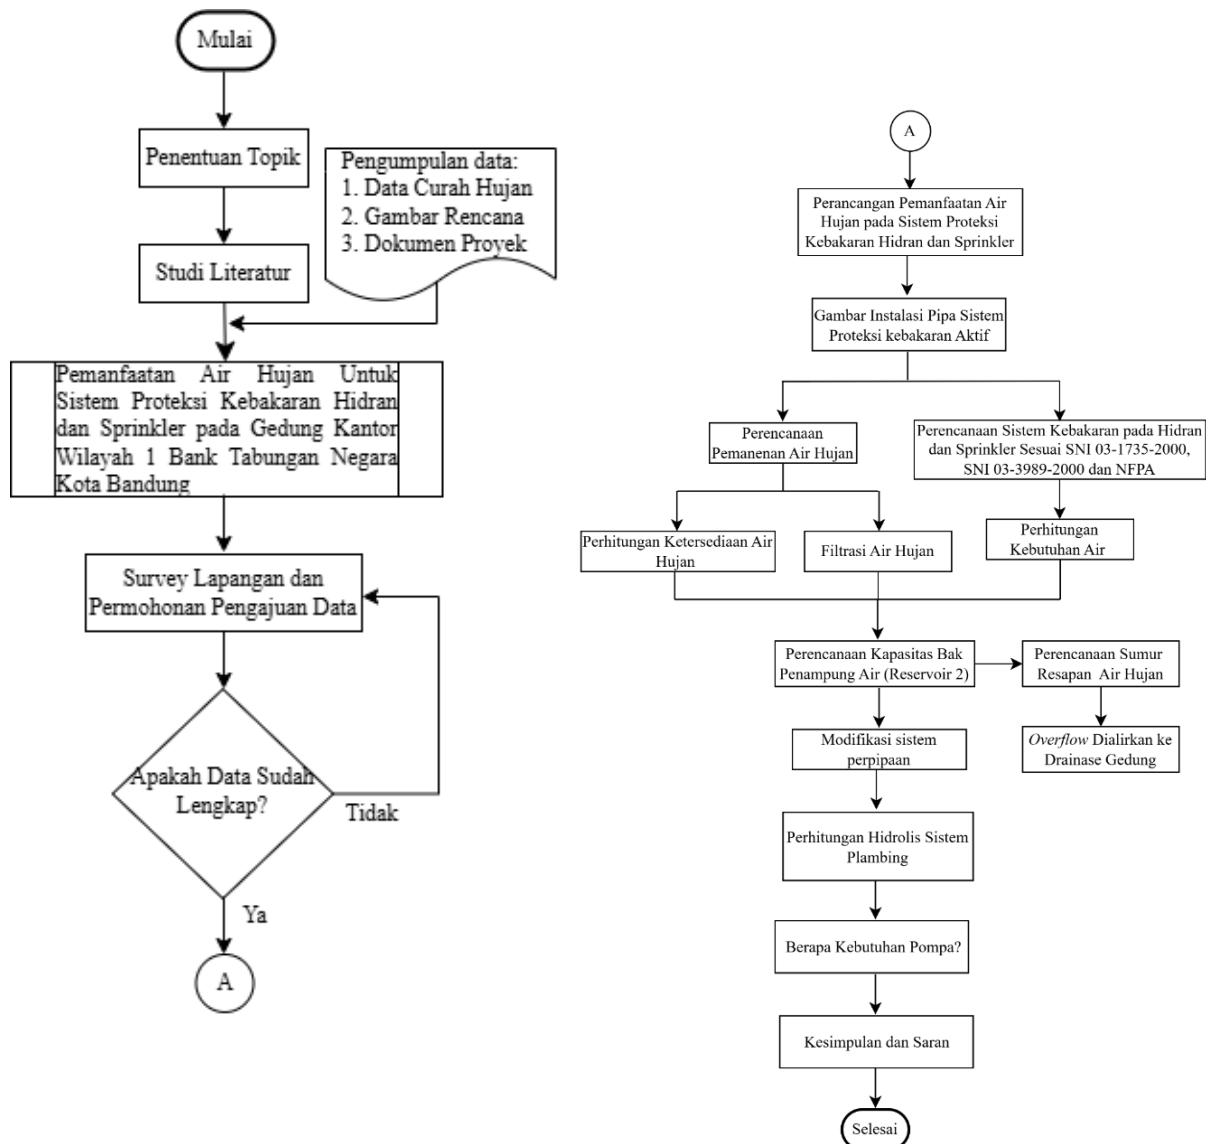 Mulai
Penentuan Topik
Pengumpulan data:
1. Data Curah Hujan
2. Gambar Rencana
3. Dokumen Proyek
Studi Literatur
Pemanfaatan Air Hujan Untuk
Sistem Proteksi Kebakaran Hidran
dan Sprinkler pada Gedung Kantor
Wilayah 1 Bank Tabungan Negara
Kota Bandung
Survey Lapangan dan
Permohonan Pengajuan Data
Apakah Data Sudah
Lengkap?
Tidak
Ya
A
A
Perancangan Pemanfaatan Air
Hujan pada Sistem Proteksi
Kebakaran Hidran dan Sprinkler
Gambar Instalasi Pipa Sistem
Proteksi kebakaran Aktif
Perencanaan
Pemanenan Air Hujan
Perencanaan Sistem Kebakaran pada Hidran
dan Sprinkler Sesuai SNI 03-1735-2000,
SNI 03-3989-2000 dan NFPA
Perhitungan Ketersediaan Air
Hujan
Filtrasi Air Hujan
Perhitungan
Kebutuhan Air
Perencanaan Kapasitas Bak
Penampung Air (Reservoir 2)
Perencanaan Sumur
Resapan Air Hujan
Modifikasi sistem
perpipaan
Overflow Dialirkan ke
Drainase Gedung
Perhitungan Hidrolis Sistem
Plambing
Berapa Kebutuhan Pompa?
Kesimpulan dan Saran
Selesai